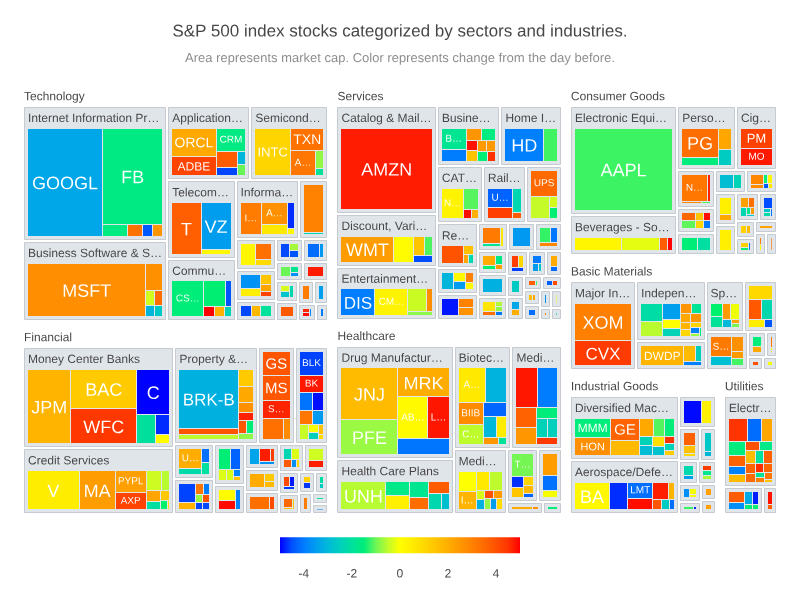 S&P 500 index stocks categorized by sectors and industries.
Area represents market cap. Color represents change from the day before.
Technology
Internet Information Pr…
GOOGL
FB
Application…
ORCL
CRM
ADBE
Semicond…
INTC
TXN
A…
Telecom…
T
VZ
Informa…
I…
A…
Business Software & S…
MSFT
Commu…
CS…
Services
Catalog & Mail…
AMZN
Busine…
B…
Home I…
HD
CAT…
N…
Rail…
U…
UPS
Discount, Vari…
WMT
Re…
Entertainment…
DIS
CM…
Consumer Goods
Electronic Equi…
AAPL
Perso…
PG
Cig…
PM
MO
N…
Beverages - So…
Basic Materials
Major In…
XOM
CVX
Indepen…
DWDP
Sp…
S…
Financial
Money Center Banks
JPM
BAC
WFC
C
Property &…
BRK-B
GS
MS
S…
BLK
BK
Credit Services
V
MA
PYPL
AXP
U…
Healthcare
Drug Manufactur…
JNJ
MRK
PFE
AB…
L…
Biotec…
A…
BIIB
C…
Medi…
Health Care Plans
UNH
Medi…
I…
T…
Industrial Goods
Diversified Mac…
MMM
GE
HON
Aerospace/Defe…
BA
LMT
Utilities
Electr…
-4
-2
0
2
4